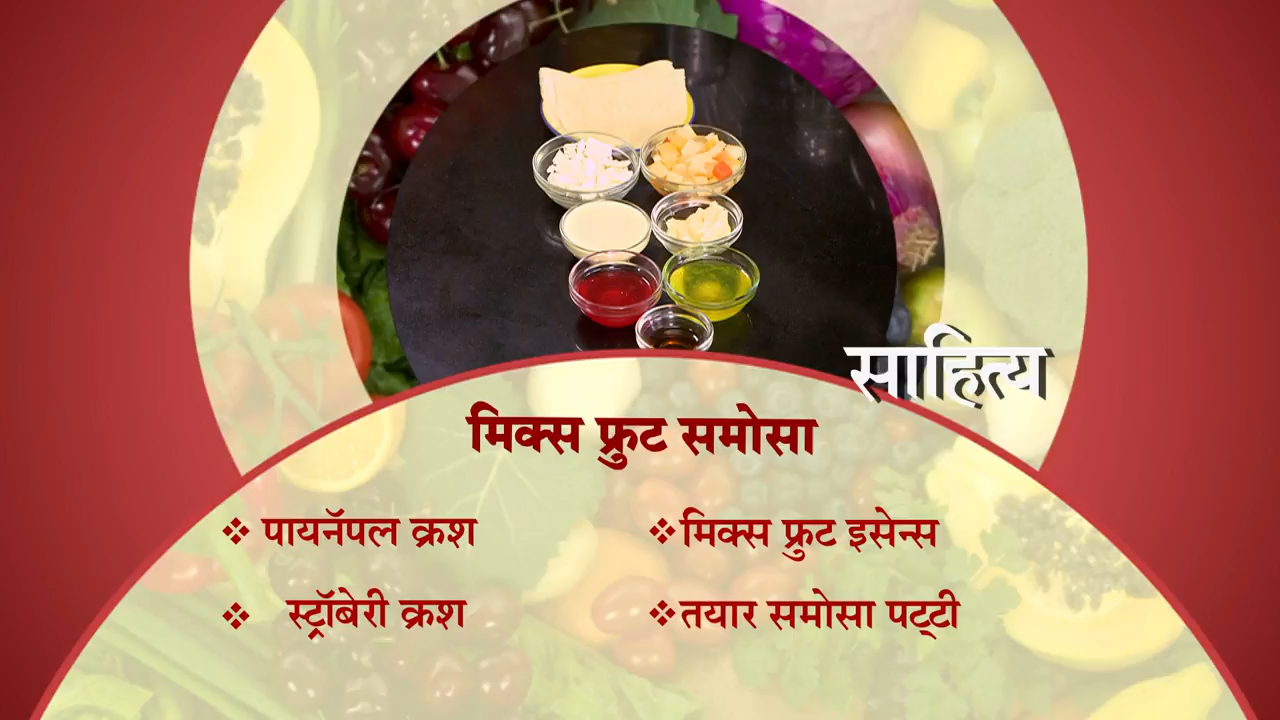 साहित्य
मिक्स फ्रुट समोसा
❖ पायनॅपल क्रश
❖ मिक्स फ्रुट इसेन्स
❖ स्ट्रॉबेरी क्रश
❖ तयार समोसा पट्टी